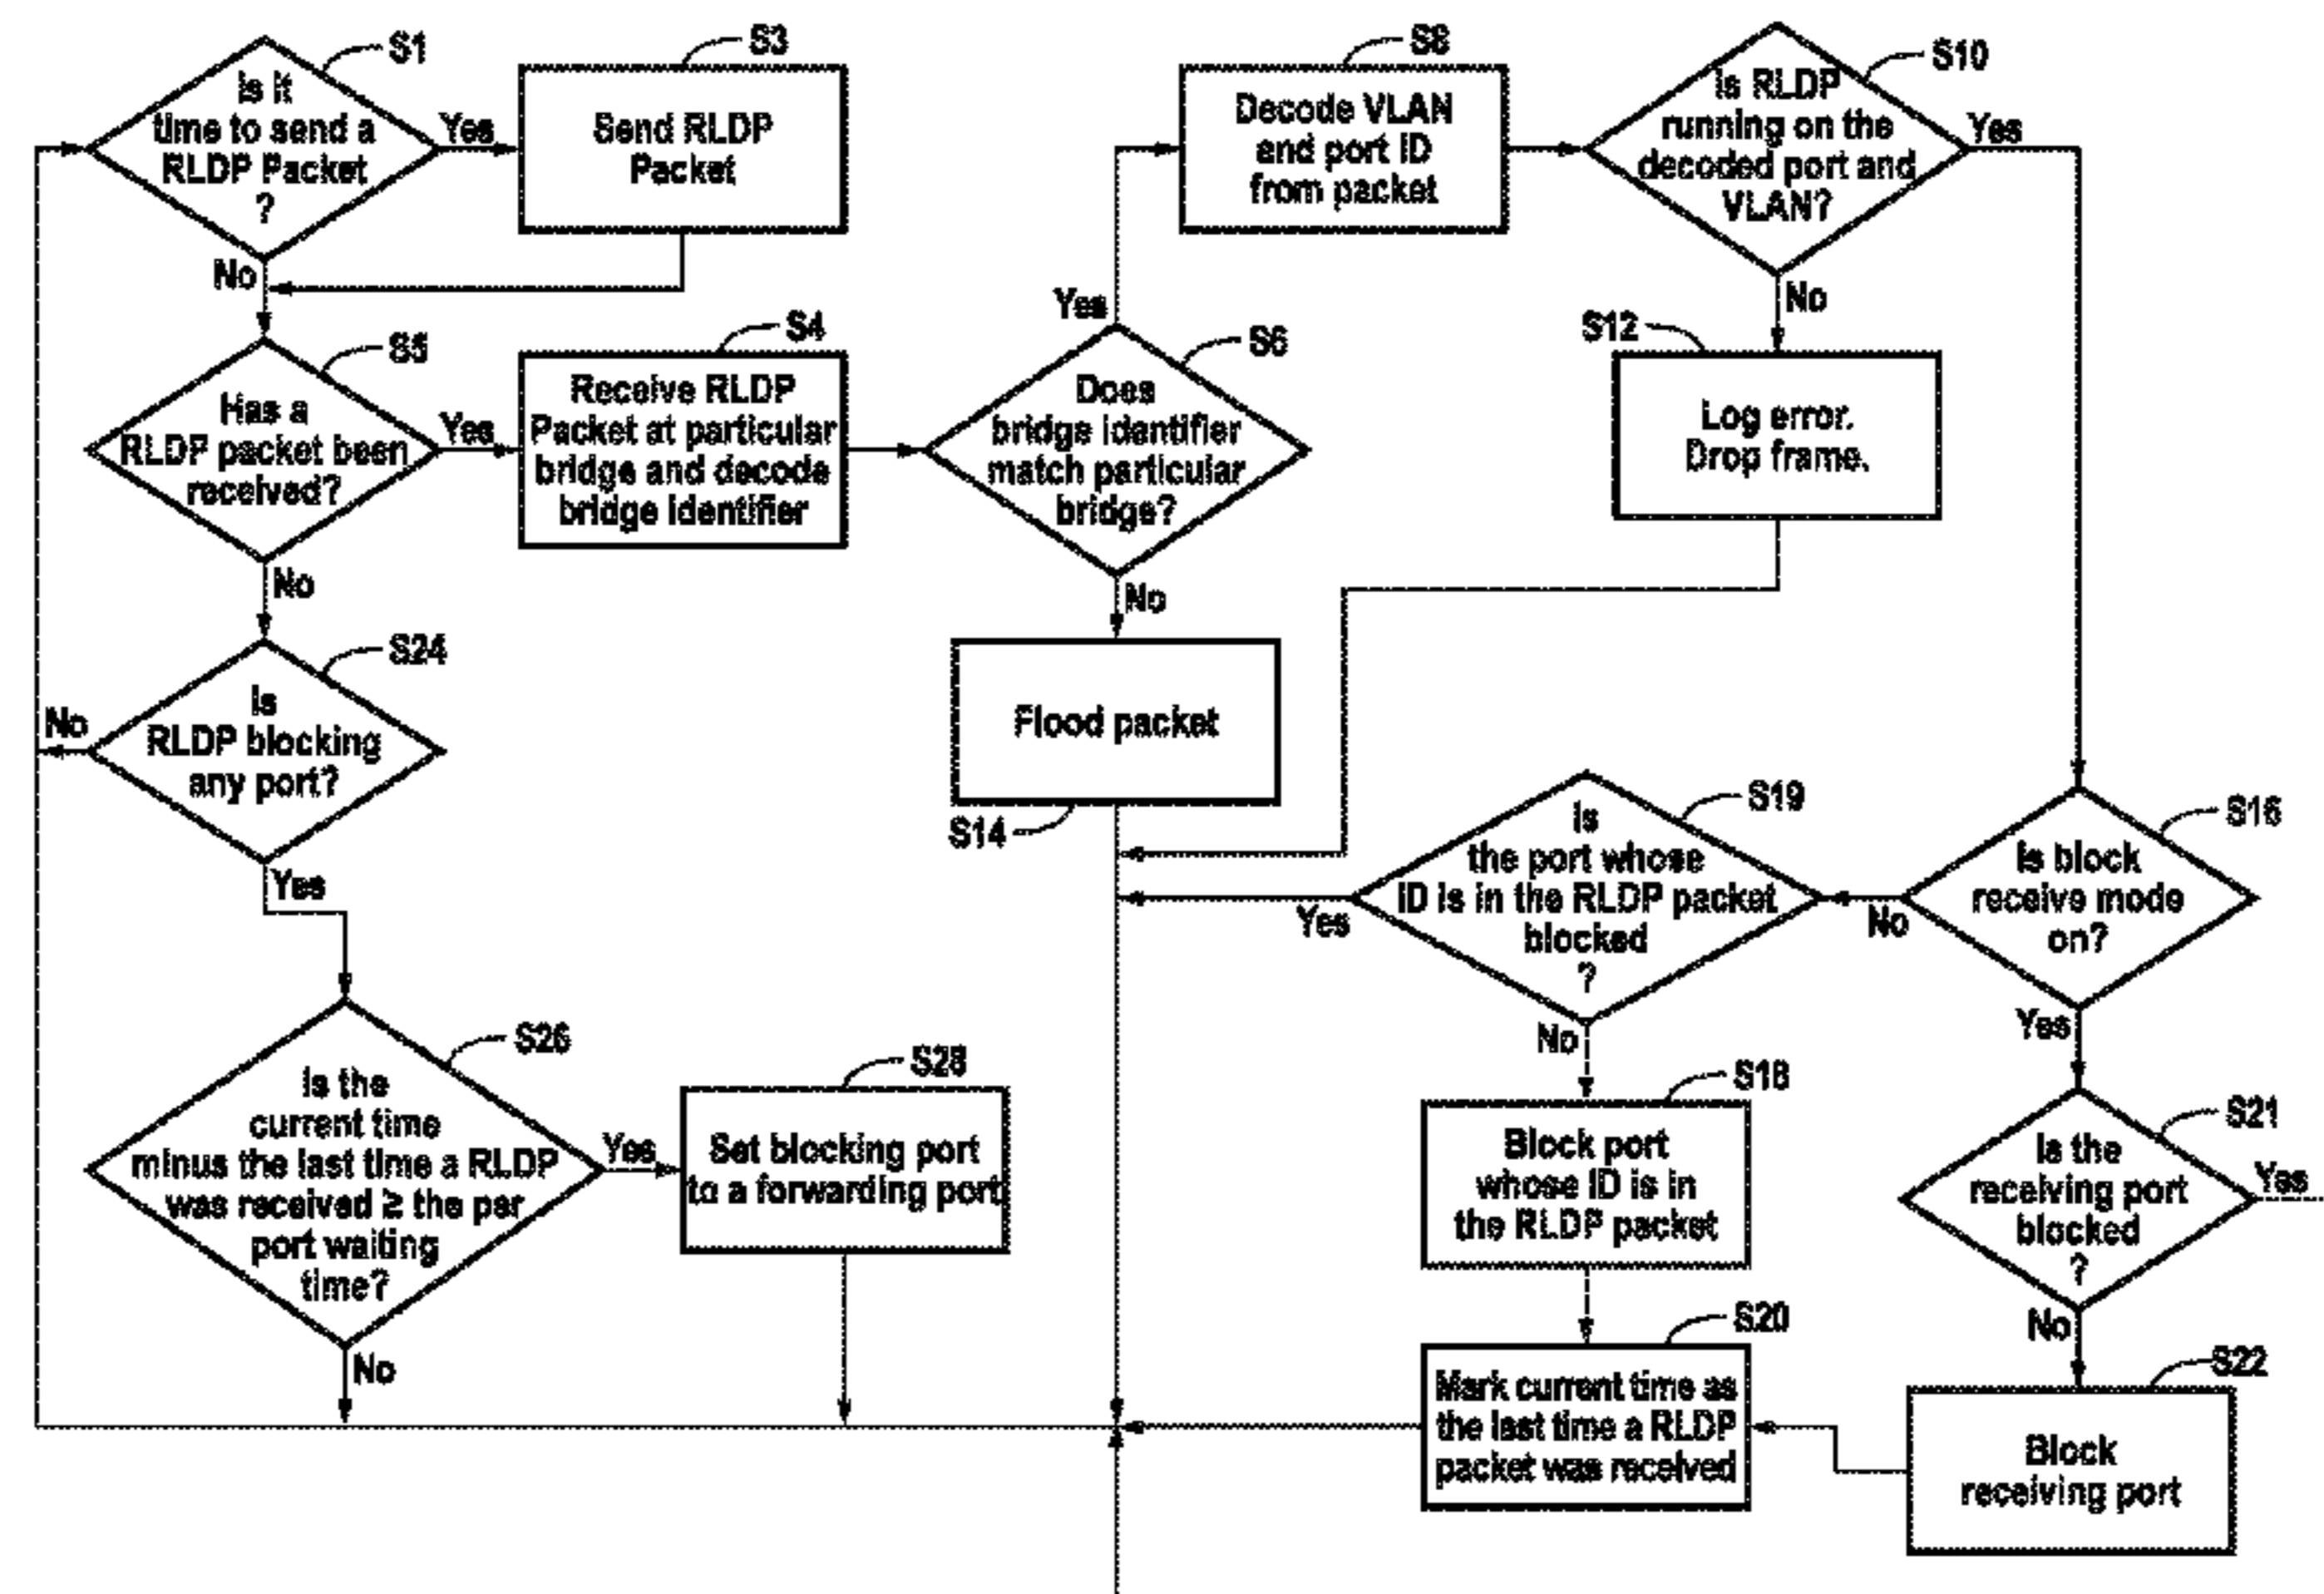 S1
Is it
time to send a
RLDP Packet
?
Yes
No
S3
Send RLDP
Packet
S5
Has a
RLDP packet been
received?
Yes
No
S4
Receive RLDP
Packet at particular
bridge and decode
bridge identifier
S6
Does
bridge identifier
match particular
bridge?
Yes
No
S8
Decode VLAN
and port ID
from packet
S10
Is RLDP
running on the
decoded port and
VLAN?
Yes
No
S12
Log error.
Drop frame.
Flood packet
S14
S24
Is
RLDP blocking
any port?
No
Yes
S26
Is the
current time
minus the last time a RLDP
was received ≥ the per
port waiting
time?
Yes
No
S28
Set blocking port
to a forwarding port
S19
Is
the port whose
ID is in the RLDP packet
blocked
?
Yes
No
S16
Is block
receive mode
on?
No
Yes
S18
Block port
whose ID is in
the RLDP packet
S21
Is the
receiving port
blocked
?
Yes
No
S20
Mark current time as
the last time a RLDP
packet was received
S22
Block
receiving port